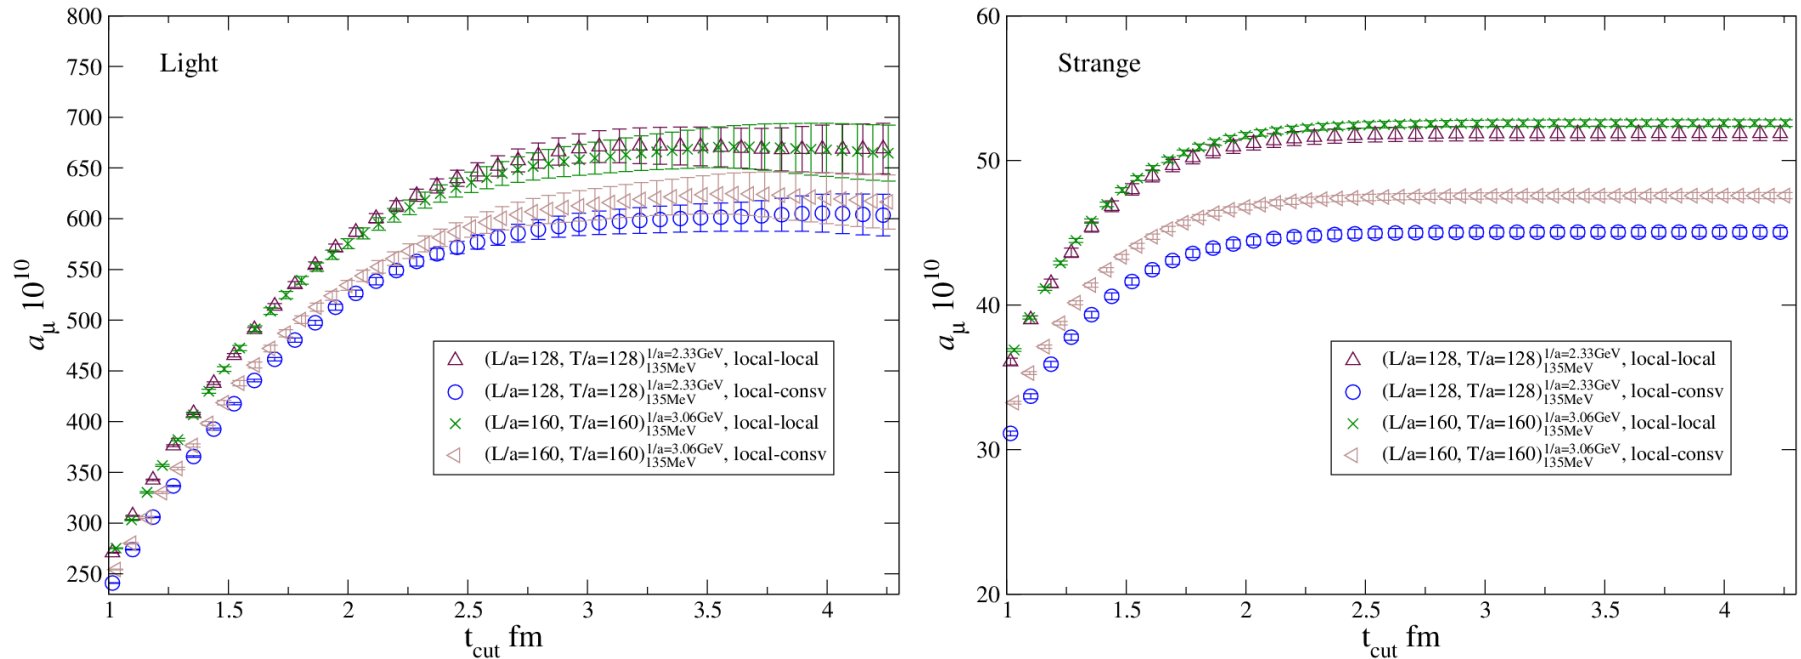 Light
800
750
700
650
600
550
500
450
400
350
300
250
a_μ 10^10
1 1.5 2 2.5 3 3.5 4
t_cut fm
(L/a=128, T/a=128)^{1/a=2.33GeV}_{135MeV}, local-local
(L/a=128, T/a=128)^{1/a=2.33GeV}_{135MeV}, local-consv
(L/a=160, T/a=160)^{1/a=3.06GeV}_{135MeV}, local-local
(L/a=160, T/a=160)^{1/a=3.06GeV}_{135MeV}, local-consv
Strange
60
50
40
30
20
a_μ 10^10
1 1.5 2 2.5 3 3.5 4
t_cut fm
(L/a=128, T/a=128)^{1/a=2.33GeV}_{135MeV}, local-local
(L/a=128, T/a=128)^{1/a=2.33GeV}_{135MeV}, local-consv
(L/a=160, T/a=160)^{1/a=3.06GeV}_{135MeV}, local-local
(L/a=160, T/a=160)^{1/a=3.06GeV}_{135MeV}, local-consv